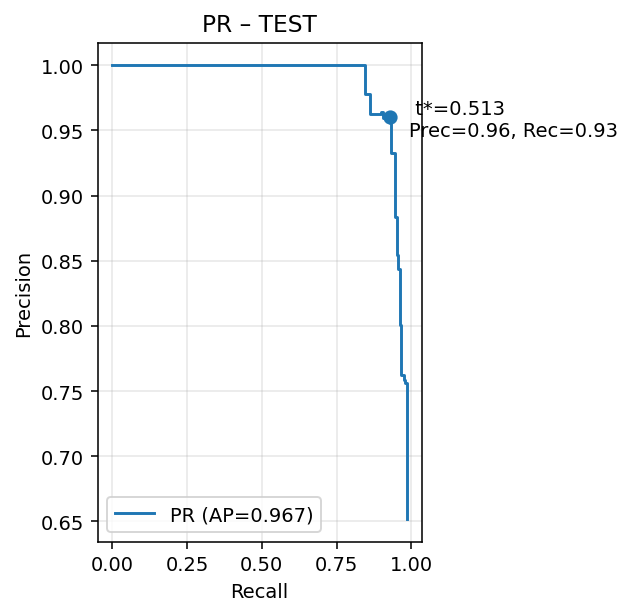 PR – TEST
1.00
0.95
0.90
0.85
0.80
0.75
0.70
0.65
Precision
t*=0.513
Prec=0.96, Rec=0.93
PR (AP=0.967)
0.00 0.25 0.50 0.75 1.00
Recall